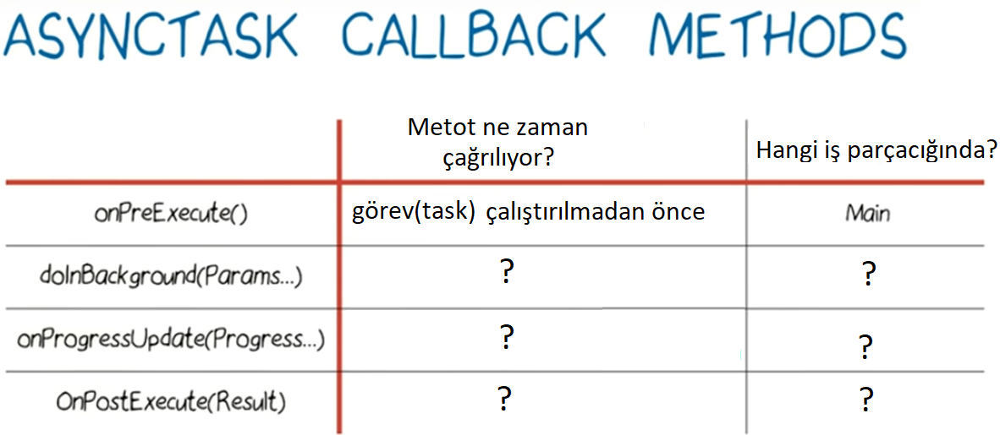 ASYNCTASK CALLBACK METHODS
Metot ne zaman
çağrılıyor?
Hangi iş parçacığında?
onPreExecute() görev(task) çalıştırılmadan önce Main
doInBackground(Params...) ? ?
onProgressUpdate(Progress...) ? ?
OnPostExecute(Result) ? ?